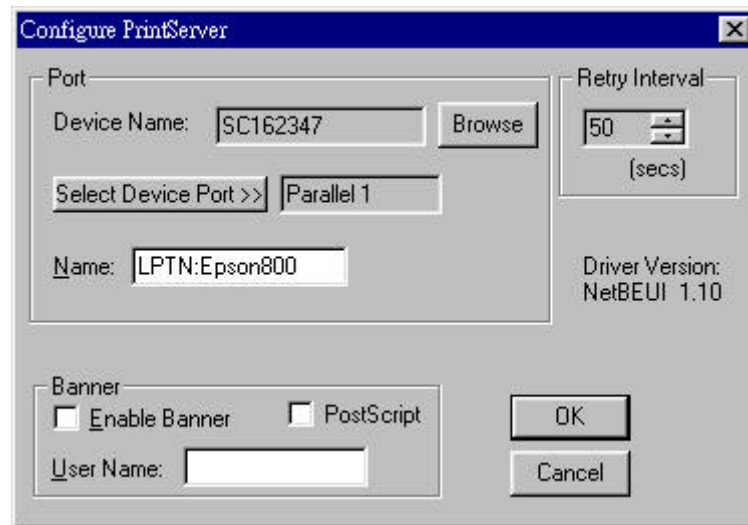 Configure PrintServer
Port
Device Name: SC162347 Browse
Select Device Port >> Parallel 1
Name: LPTN:Epson800
Retry Interval
50
(secs)
Driver Version:
NetBEUI 1.10
Banner
Enable Banner PostScript
User Name:
OK
Cancel